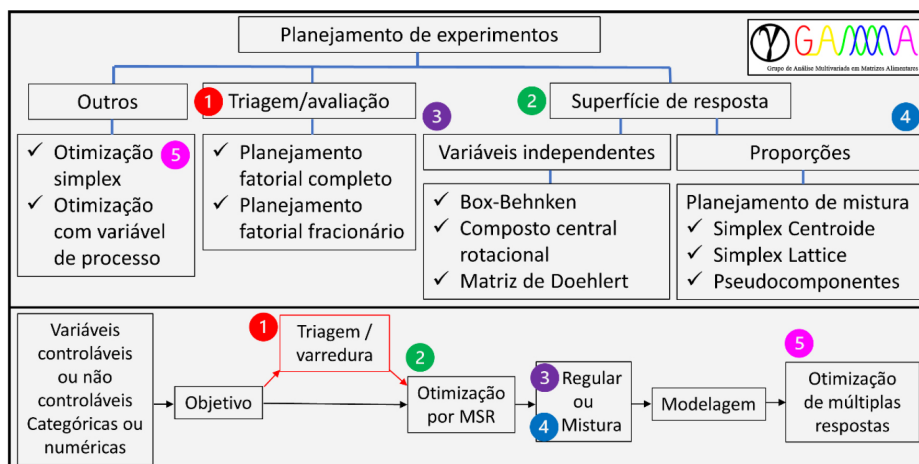 Planejamento de experimentos
γ GAMMA
Grupo de Análise Multivariada em Matrizes Alimentares
Outros
1 Triagem/avaliação
2 Superfície de resposta
3
4
✓ Otimização
simplex
5
✓ Otimização
com variável
de processo
✓ Planejamento
fatorial completo
✓ Planejamento
fatorial fracionário
Variáveis independentes
Proporções
✓ Box-Behnken
✓ Composto central
rotacional
✓ Matriz de Doehlert
Planejamento de mistura
✓ Simplex Centroide
✓ Simplex Lattice
✓ Pseudocomponentes
Variáveis
controláveis
ou não
controláveis
Categóricas ou
numéricas
Objetivo
1
Triagem /
varredura
2
Otimização
por MSR
3 Regular
ou
4 Mistura
Modelagem
5
Otimização
de múltiplas
respostas